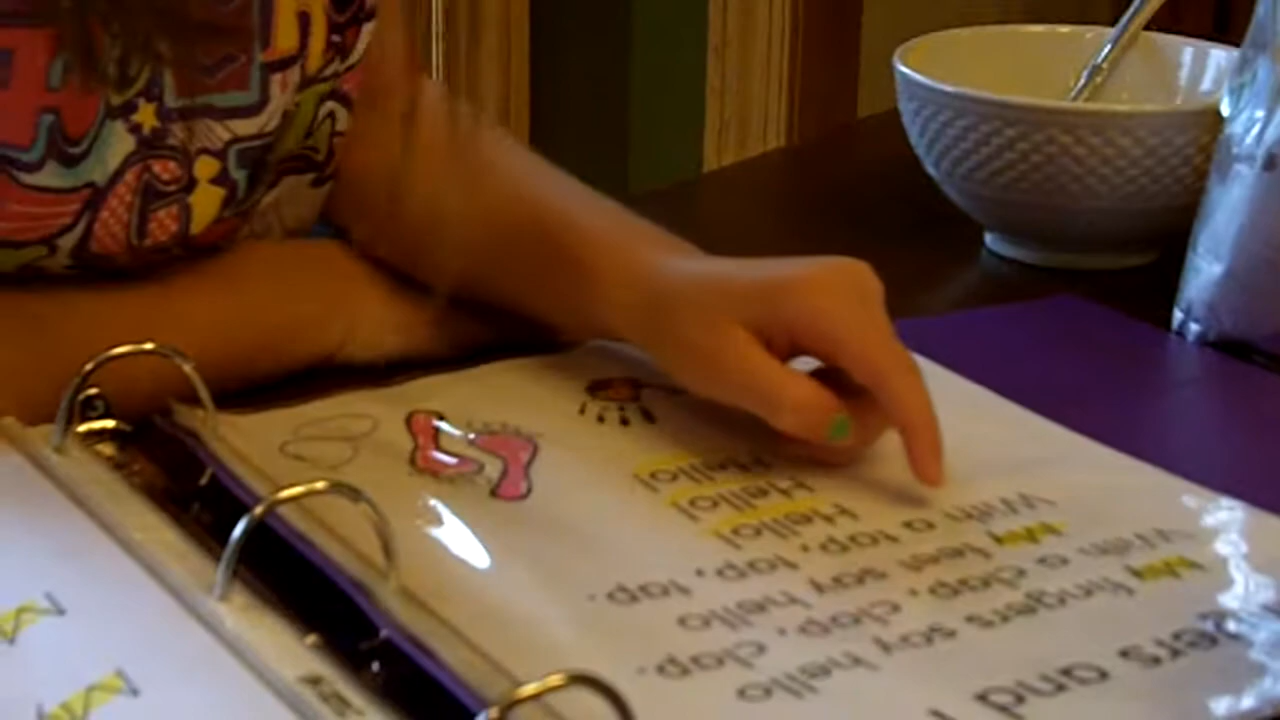 gers and
My fingers say hello
With a clap, clap, clap.
My feet say hello
With a tap, tap, tap.
Hello!
Hello!
Hello!